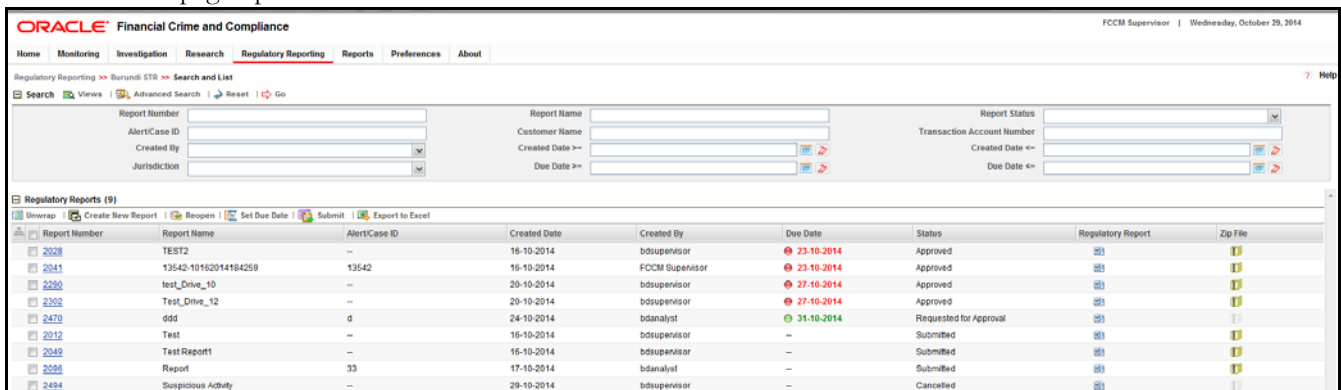 ORACLE® Financial Crime and Compliance
FCCM Supervisor | Wednesday, October 29, 2014
Home Monitoring Investigation Research Regulatory Reporting Reports Preferences About
Regulatory Reporting >> Burundi STR >> Search and List
? Help
Search Views | Advanced Search | Reset | Go
Report Number Report Name Report Status
Alert/Case ID Customer Name Transaction Account Number
Created By Created Date >= Created Date <=
Jurisdiction Due Date >= Due Date <=
Regulatory Reports (9)
Unwrap | Create New Report | Reopen | Set Due Date | Submit | Export to Excel
Report Number Report Name Alert/Case ID Created Date Created By Due Date Status Regulatory Report Zip File
2028 TEST2 -- 16-10-2014 bdsupervisor 23-10-2014 Approved
2041 13542-10162014184259 13542 16-10-2014 FCCM Supervisor 23-10-2014 Approved
2290 test_Drive_10 -- 20-10-2014 bdsupervisor 27-10-2014 Approved
2302 Test_Drive_12 -- 20-10-2014 bdsupervisor 27-10-2014 Approved
2470 ddd d 24-10-2014 bdanalyst 31-10-2014 Requested for Approval
2012 Test -- 16-10-2014 bdsupervisor -- Submitted
2049 Test Report1 -- 16-10-2014 bdsupervisor -- Submitted
2096 Report 33 17-10-2014 bdanalyst -- Submitted
2494 Suspicious Activity -- 29-10-2014 bdsupervisor -- Cancelled